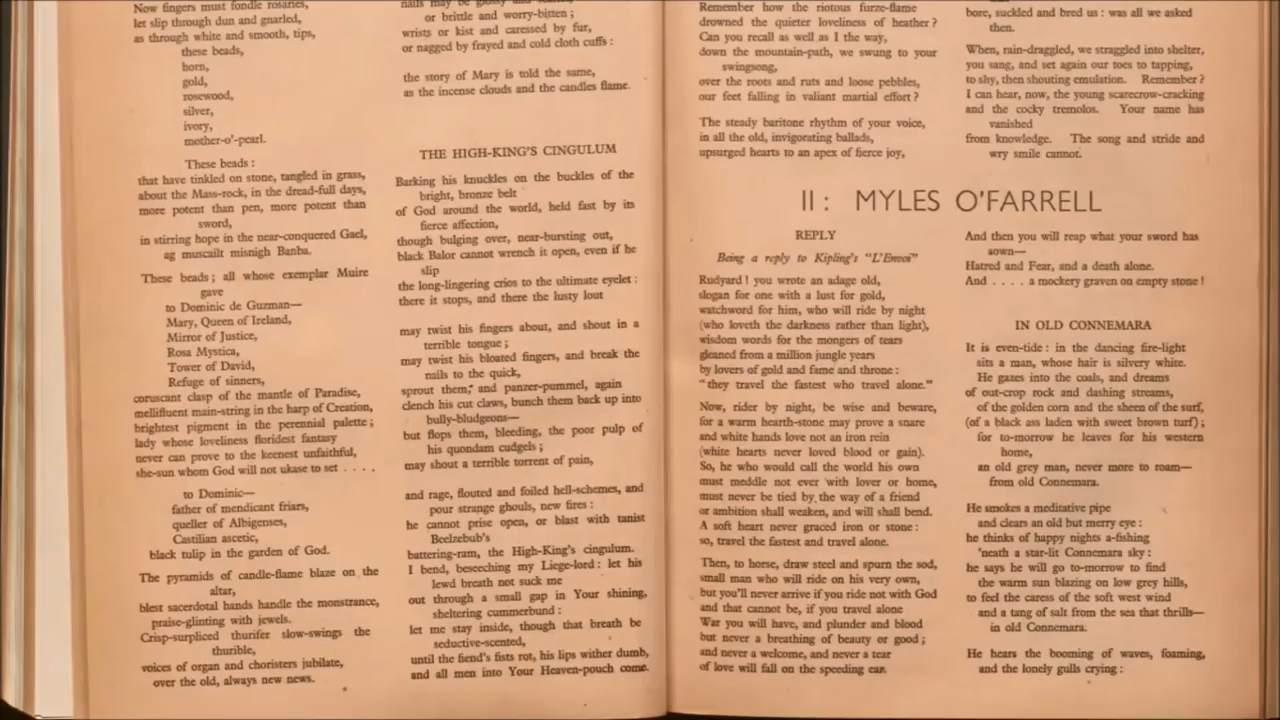 Now fingers must fondle rosaries,
let slip through dun and gnarled,
as through white and smooth, tips,
these beads,
horn,
gold,
rosewood,
silver,
ivory,
mother-o'-pearl.
These beads :
that have tinkled on stone, tangled in grass,
about the Mass-rock, in the dread-full days,
more potent than pen, more potent than
sword,
in stirring hope in the near-conquered Gael,
ag muscailt misnigh Banba.
These beads ; all whose exemplar Muire
gave
to Dominic de Guzman—
Mary, Queen of Ireland,
Mirror of Justice,
Rosa Mystica,
Tower of David,
Refuge of sinners,
coruscant clasp of the mantle of Paradise,
mellifluent main-string in the harp of Creation,
brightest pigment in the perennial palette ;
lady whose loveliness floridest fantasy
never can prove to the keenest unfaithful,
she-sun whom God will not ukase to set . . . .
to Dominic—
father of mendicant friars,
queller of Albigenses,
Castilian ascetic,
black tulip in the garden of God.
The pyramids of candle-flame blaze on the
altar,
blest sacerdotal hands handle the monstrance,
praise-glinting with jewels.
Crisp-surpliced thurifer slow-swings the
thurible,
voices of organ and choristers jubilate,
over the old, always new news.
nails may be glossy and
or brittle and worry-bitten ;
wrists or kist and caressed by fur,
or nagged by frayed and cold cloth cuffs :
the story of Mary is told the same,
as the incense clouds and the candles flame.
THE HIGH-KING'S CINGULUM
Barking his knuckles on the buckles of the
bright, bronze belt
of God around the world, held fast by its
fierce affection,
though bulging over, near-bursting out,
black Balor cannot wrench it open, even if he
slip
the long-lingering crios to the ultimate eyelet :
there it stops, and there the lusty lout
may twist his fingers about, and shout in a
terrible tongue ;
may twist his bloated fingers, and break the
nails to the quick,
sprout them, and panzer-pummel, again
clench his cut claws, bunch them back up into
bully-bludgeons—
but flops them, bleeding, the poor pulp of
his quondam cudgels ;
may shout a terrible torrent of pain,
and rage, flouted and foiled hell-schemes, and
pour strange ghouls, new fires :
he cannot prise open, or blast with tanist
Beelzebub's
battering-ram, the High-King's cingulum.
I bend, beseeching my Liege-lord : let his
lewd breath not suck me
out through a small gap in Your shining,
sheltering cummerbund :
let me stay inside, though that breath be
seductive-scented,
until the fiend's fists rot, his lips wither dumb,
and all men into Your Heaven-pouch come.
Remember how the riotous furze-flame
drowned the quieter loveliness of heather ?
Can you recall as well as I the way,
down the mountain-path, we swung to your
swingsong,
over the roots and ruts and loose pebbles,
our feet falling in valiant martial effort ?
The steady baritone rhythm of your voice,
in all the old, invigorating ballads,
upsurged hearts to an apex of fierce joy,
bore, suckled and bred us : was all we asked
then.
When, rain-draggled, we straggled into shelter,
you sang, and set again our toes to tapping,
to shy, then shouting emulation. Remember ?
I can hear, now, the young scarecrow-cracking
and the cocky tremolos. Your name has
vanished
from knowledge. The song and stride and
wry smile cannot.
II : MYLES O'FARRELL
REPLY
Being a reply to Kipling's "L'Envoi"
Rudyard ! you wrote an adage old,
slogan for one with a lust for gold,
watchword for him, who will ride by night
(who loveth the darkness rather than light),
wisdom words for the mongers of tears
gleaned from a million jungle years
by lovers of gold and fame and throne :
"they travel the fastest who travel alone."
Now, rider by night, be wise and beware,
for a warm hearth-stone may prove a snare
and white hands love not an iron rein
(white hearts never loved blood or gain).
So, he who would call the world his own
must meddle not ever with lover or home,
must never be tied by the way of a friend
or ambition shall weaken, and will shall bend.
A soft heart never graced iron or stone :
so, travel the fastest and travel alone.
Then, to horse, draw steel and spurn the sod,
small man who will ride on his very own,
but you'll never arrive if you ride not with God
and that cannot be, if you travel alone
War you will have, and plunder and blood
but never a breathing of beauty or good ;
and never a welcome, and never a tear
of love will fall on the speeding ear.
And then you will reap what your sword has
sown—
Hatred and Fear, and a death alone.
And . . . . a mockery graven on empty stone !
IN OLD CONNEMARA
It is even-tide : in the dancing fire-light
sits a man, whose hair is silvery white.
He gazes into the coals, and dreams
of out-crop rock and dashing streams,
of the golden corn and the sheen of the surf,
(of a black ass laden with sweet brown turf) ;
for to-morrow he leaves for his western
home,
an old grey man, never more to roam—
from old Connemara.
He smokes a meditative pipe
and clears an old but merry eye :
he thinks of happy nights a-fishing
'neath a star-lit Connemara sky :
he says he will go to-morrow to find
the warm sun blazing on low grey hills,
to feel the caress of the soft west wind
and a tang of salt from the sea that thrills—
in old Connemara.
He hears the booming of waves, foaming,
and the lonely gulls crying :